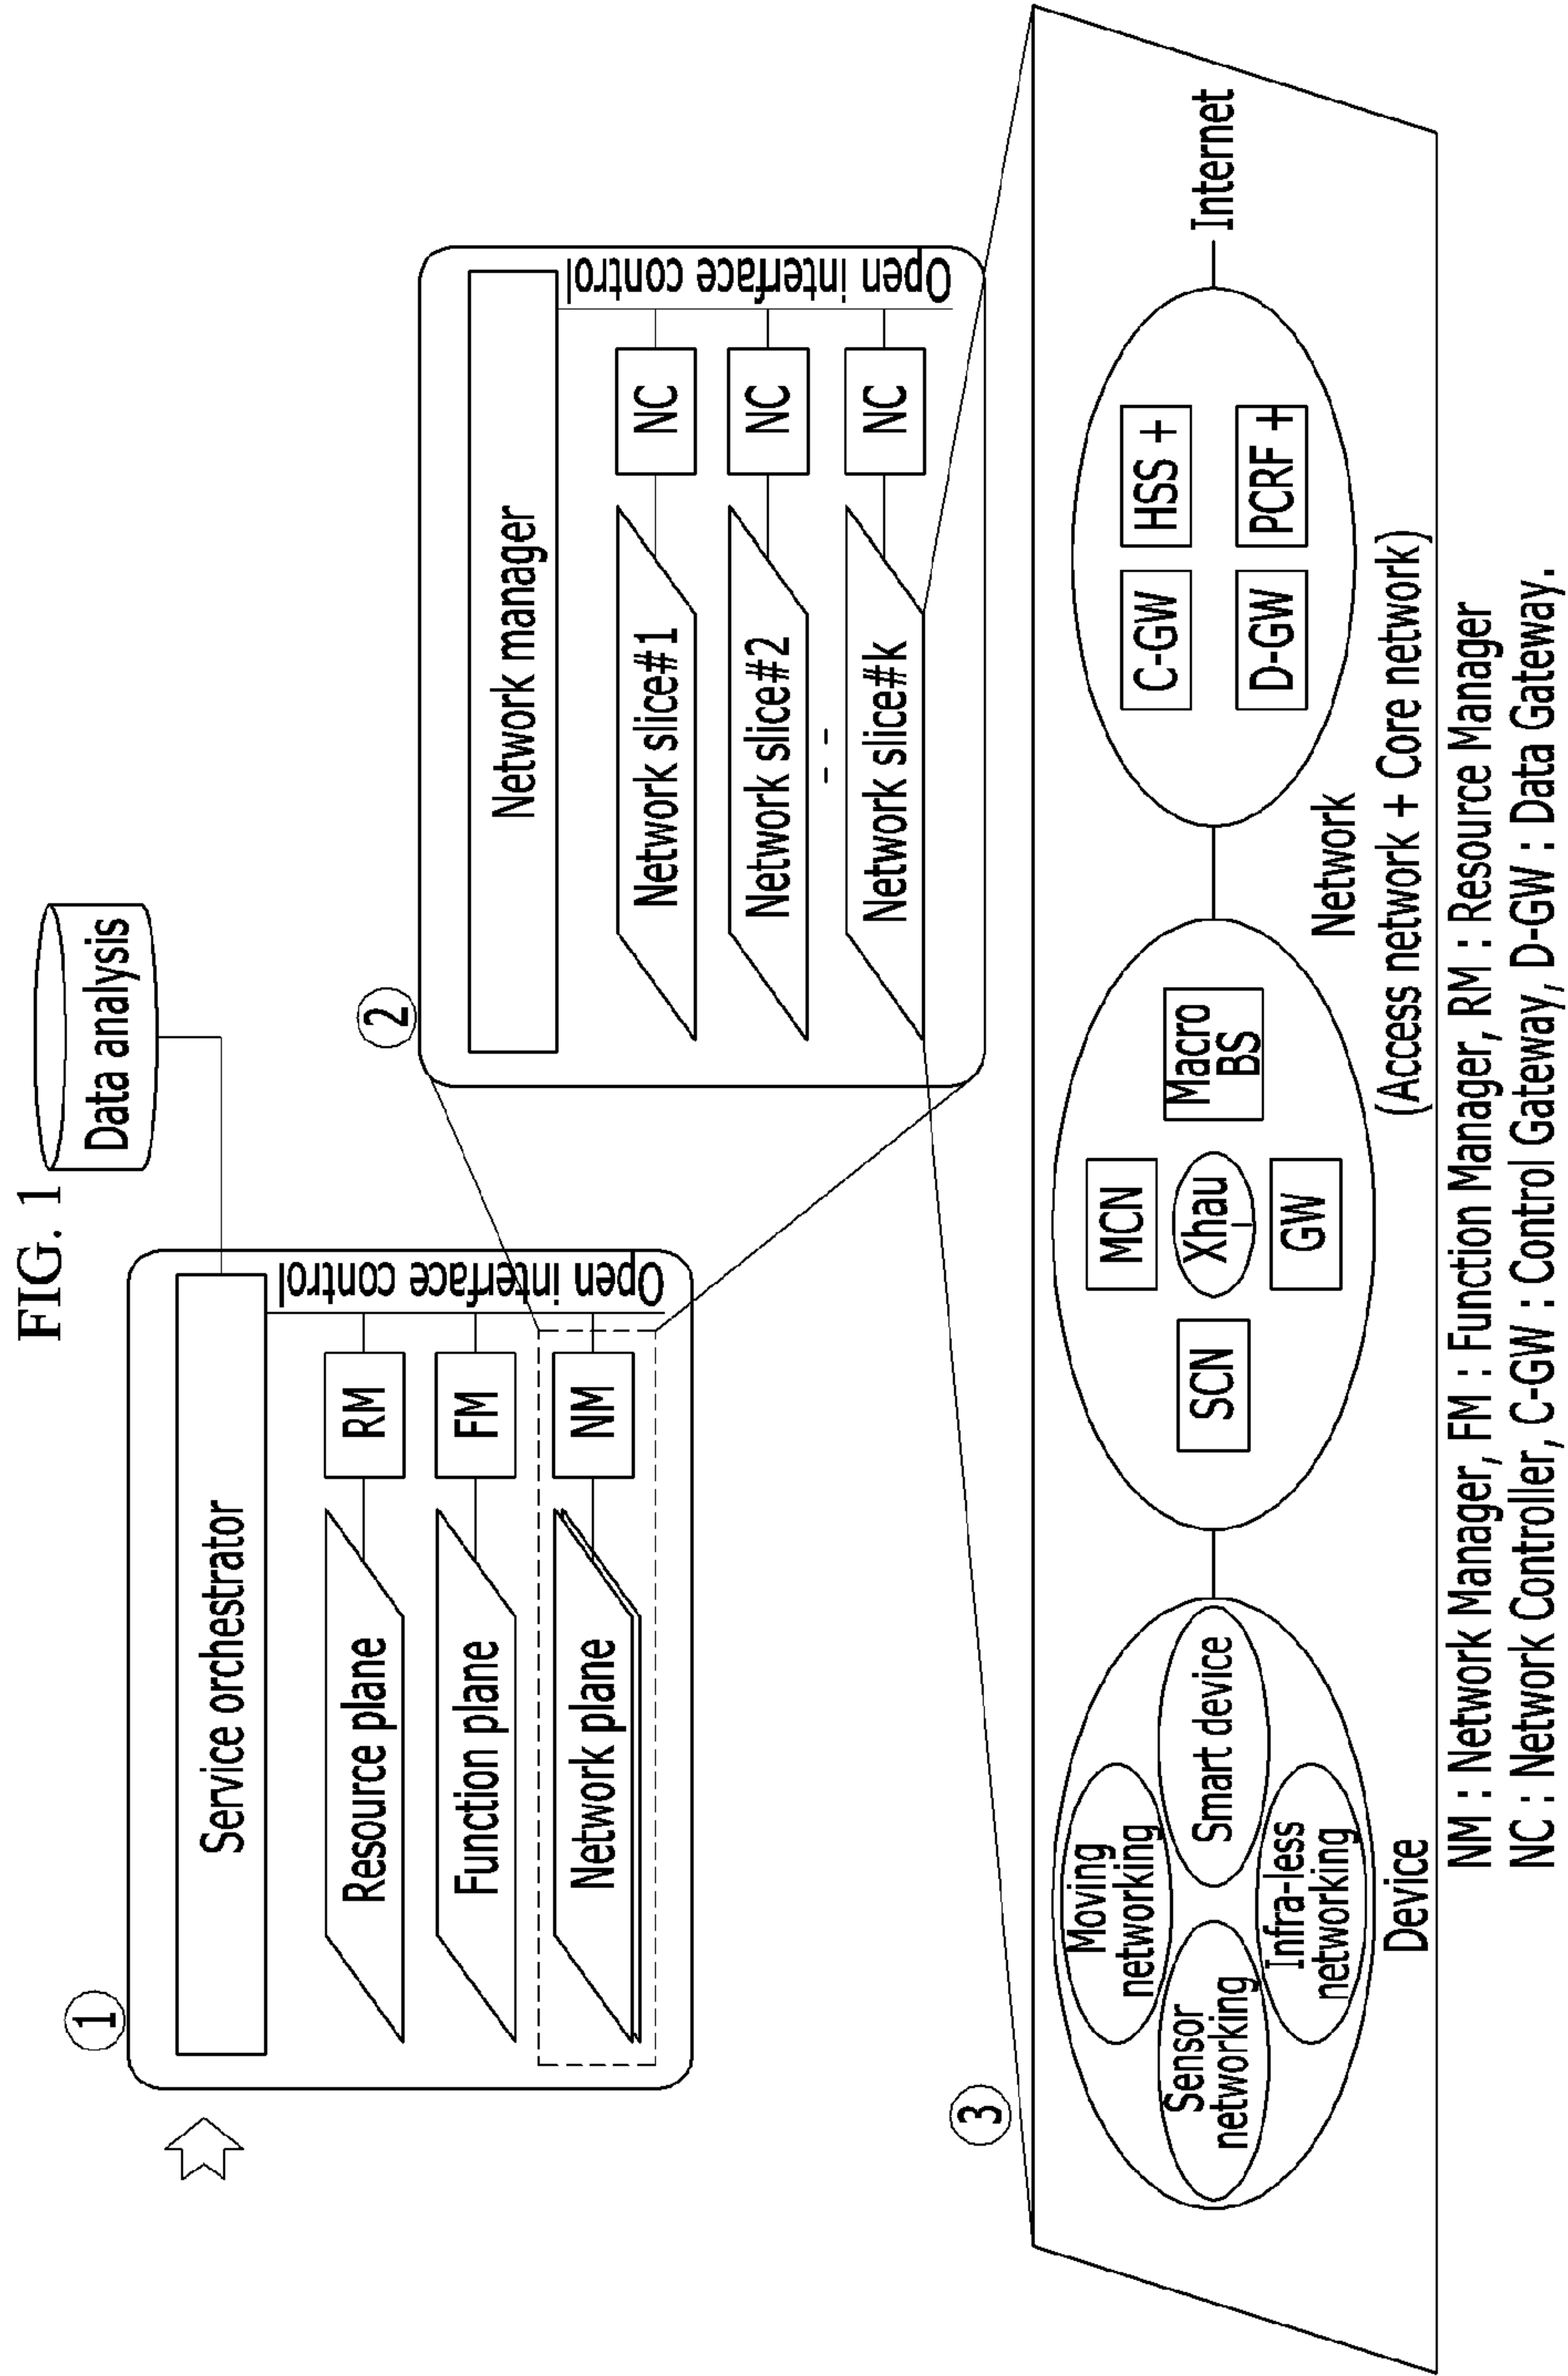 FIG. 1
Data analysis
1
Service orchestrator
Resource plane
RM
Function plane
FM
Network plane
NM
Open interface control
2
Network manager
Network slice#1
NC
Network slice#2
NC
Network slice#k
NC
Open interface control
3
Moving
networking
Sensor
networking
Smart device
Infra-less
networking
Device
SCN
MCN
Xhaul
GW
Macro
BS
C-GW
HSS +
D-GW
PCRF +
Internet
Network
(Access network + Core network)
NM : Network Manager, FM : Function Manager, RM : Resource Manager
NC : Network Controller, C-GW : Control Gateway, D-GW : Data Gateway.